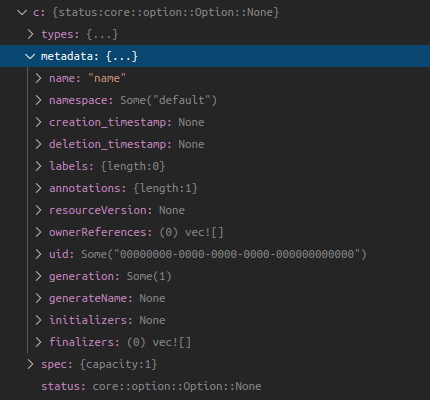 c: {status:core::option::Option::None}
types: {...}
metadata: {...}
name: "name"
namespace: Some("default")
creation_timestamp: None
deletion_timestamp: None
labels: {length:0}
annotations: {length:1}
resourceVersion: None
ownerReferences: (0) vec![]
uid: Some("00000000-0000-0000-0000-000000000000")
generation: Some(1)
generateName: None
initializers: None
finalizers: (0) vec![]
spec: {capacity:1}
status: core::option::Option::None